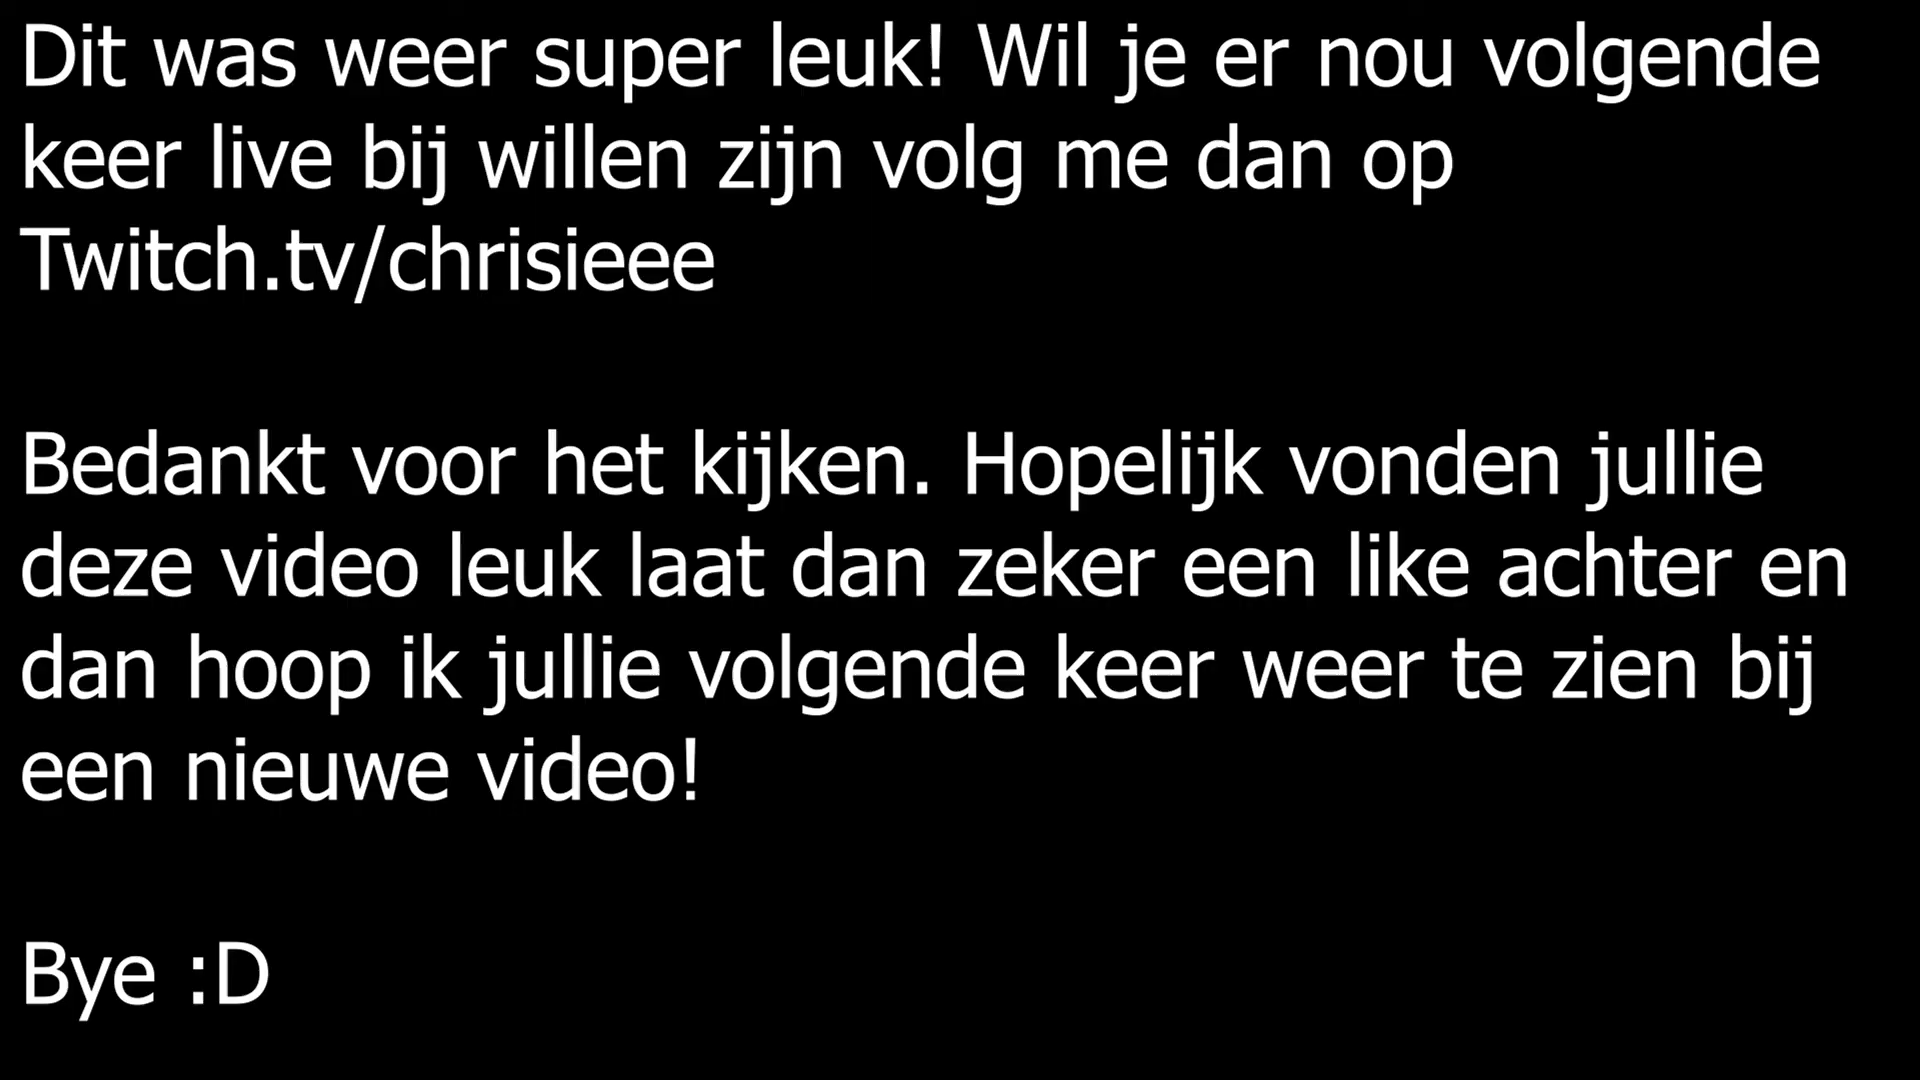 Dit was weer super leuk! Wil je er nou volgende
keer live bij willen zijn volg me dan op
Twitch.tv/chrisieee
Bedankt voor het kijken. Hopelijk vonden jullie
deze video leuk laat dan zeker een like achter en
dan hoop ik jullie volgende keer weer te zien bij
een nieuwe video!
Bye :D